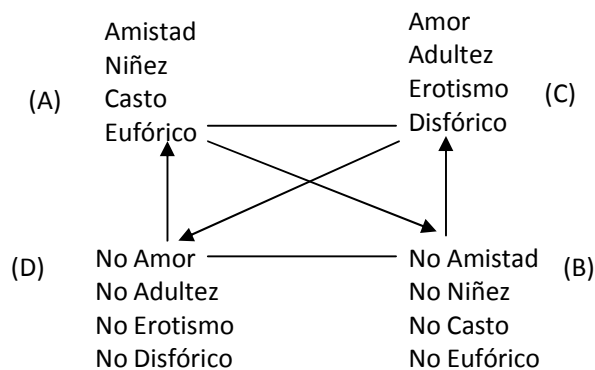 Amistad
Niñez
(A)
Casto
Eufórico
Amor
Adultez
Erotismo
(C)
Disfórico
(D)
No Amor
No Adultez
No Erotismo
No Disfórico
No Amistad
(B)
No Niñez
No Casto
No Eufórico